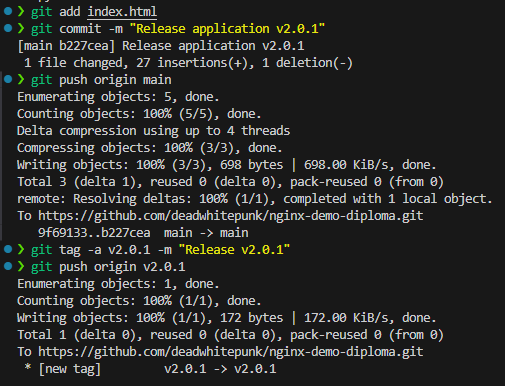 ❯ git add index.html
❯ git commit -m "Release application v2.0.1"
[main b227cea] Release application v2.0.1
 1 file changed, 27 insertions(+), 1 deletion(-)
❯ git push origin main
Enumerating objects: 5, done.
Counting objects: 100% (5/5), done.
Delta compression using up to 4 threads
Compressing objects: 100% (3/3), done.
Writing objects: 100% (3/3), 698 bytes | 698.00 KiB/s, done.
Total 3 (delta 1), reused 0 (delta 0), pack-reused 0 (from 0)
remote: Resolving deltas: 100% (1/1), completed with 1 local object.
To https://github.com/deadwhitepunk/nginx-demo-diploma.git
   9f69133..b227cea  main -> main
❯ git tag -a v2.0.1 -m "Release v2.0.1"
❯ git push origin v2.0.1
Enumerating objects: 1, done.
Counting objects: 100% (1/1), done.
Writing objects: 100% (1/1), 172 bytes | 172.00 KiB/s, done.
Total 1 (delta 0), reused 0 (delta 0), pack-reused 0 (from 0)
To https://github.com/deadwhitepunk/nginx-demo-diploma.git
 * [new tag]         v2.0.1 -> v2.0.1